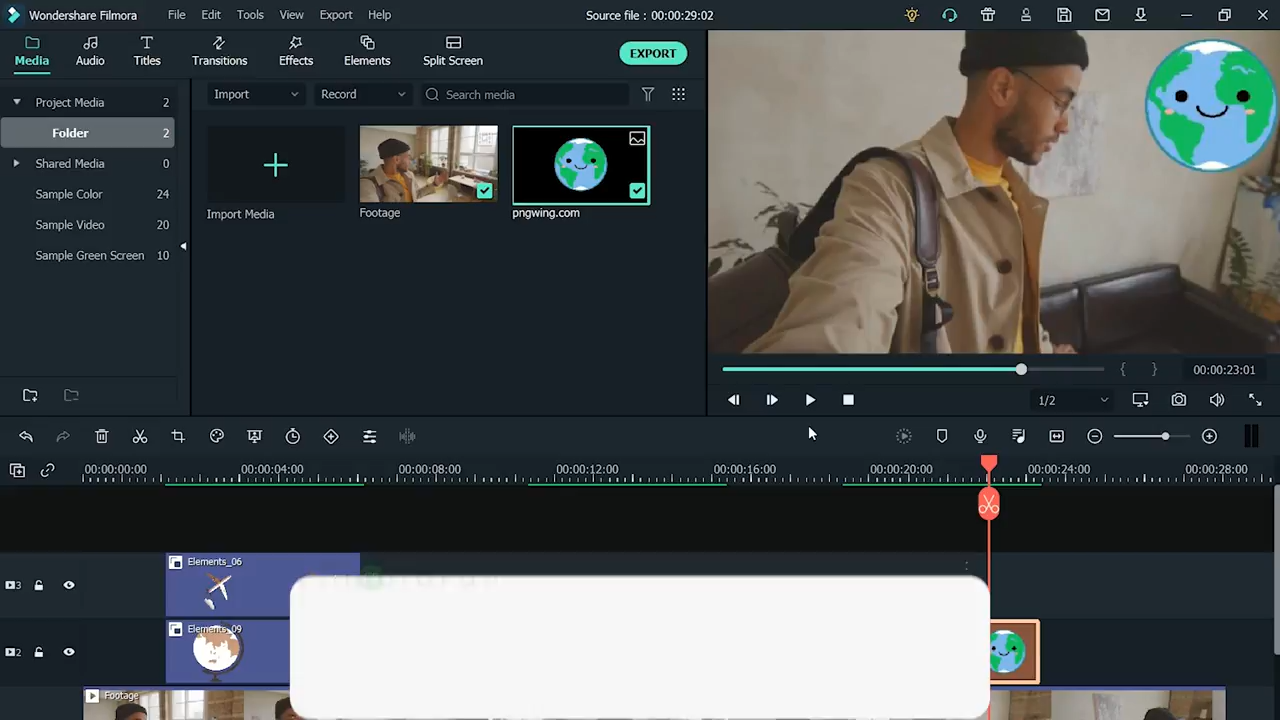 Wondershare Filmora File Edit Tools View Export Help Source file : 00:00:29:02
Media Audio Titles Transitions Effects Elements Split Screen EXPORT
Project Media 2
Folder 2
Shared Media 0
Sample Color 24
Sample Video 20
Sample Green Screen 10
Import Record Search media
Import Media Footage pngwing.com
00:00:23:01
1/2
00:00:00:00 00:00:04:00 00:00:08:00 00:00:12:00 00:00:16:00 00:00:20:00 00:00:24:00 00:00:28:00
Elements_06
3
Elements_09
2
Footage